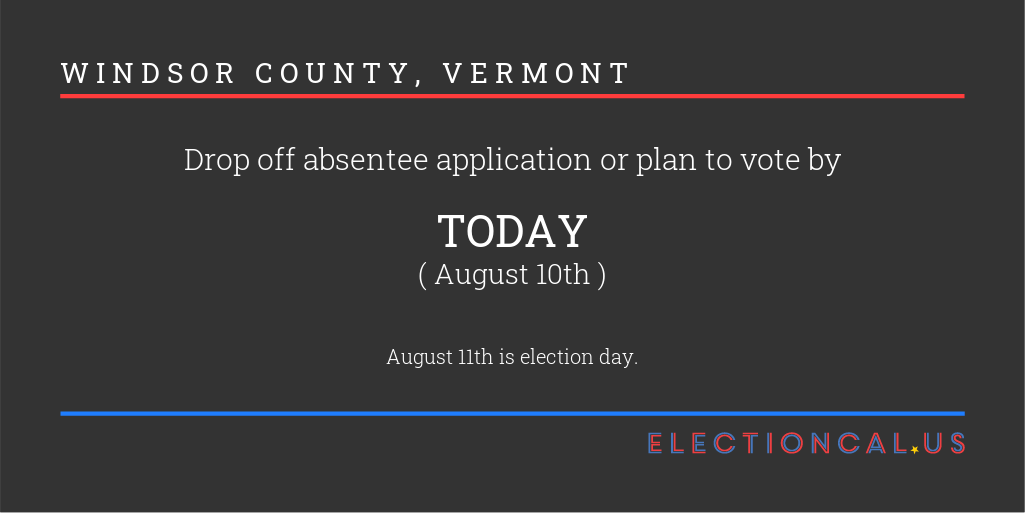 WINDSOR COUNTY, VERMONT
Drop off absentee application or plan to vote by
TODAY
( August 10th )
August 11th is election day.
ELECTIONCAL.US